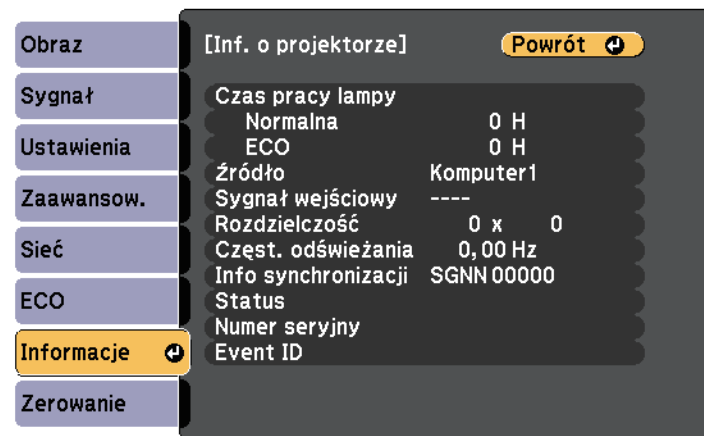 Obraz
Sygnał
Ustawienia
Zaawansow.
Sieć
ECO
Informacje
Zerowanie
[Inf. o projektorze] Powrót
Czas pracy lampy
Normalna 0 H
ECO 0 H
Źródło Komputer1
Sygnał wejściowy ----
Rozdzielczość 0 x 0
Częst. odświeżania 0,00 Hz
Info synchronizacji SGNN 00000
Status
Numer seryjny
Event ID